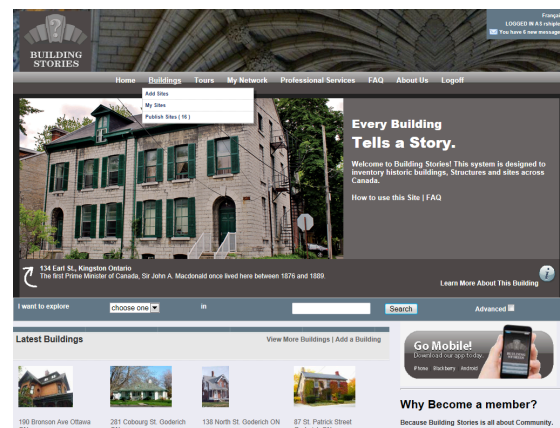 Françai
LOGGED IN AS rshiple
You have 6 new message
BUILDING
STORIES
Home Buildings Tours My Network Professional Services FAQ About Us Logoff
Add Sites
My Sites
Publish Sites ( 16 )
Every Building
Tells a Story.
Welcome to Building Stories! This system is designed to
inventory historic buildings, Structures and sites across
Canada.
How to use this Site | FAQ
134 Earl St., Kingston Ontario
The first Prime Minister of Canada, Sir John A. Macdonald once lived here between 1876 and 1889.
Learn More About This Building
I want to explore choose one in Search Advanced
Latest Buildings View More Buildings | Add a Building
Go Mobile!
Download our app today..
iPhone Blackberry Android
190 Bronson Ave Ottawa 281 Cobourg St. Goderich 138 North St. Goderich ON 87 St. Patrick Street
Why Become a member?
Because Building Stories is all about Community.